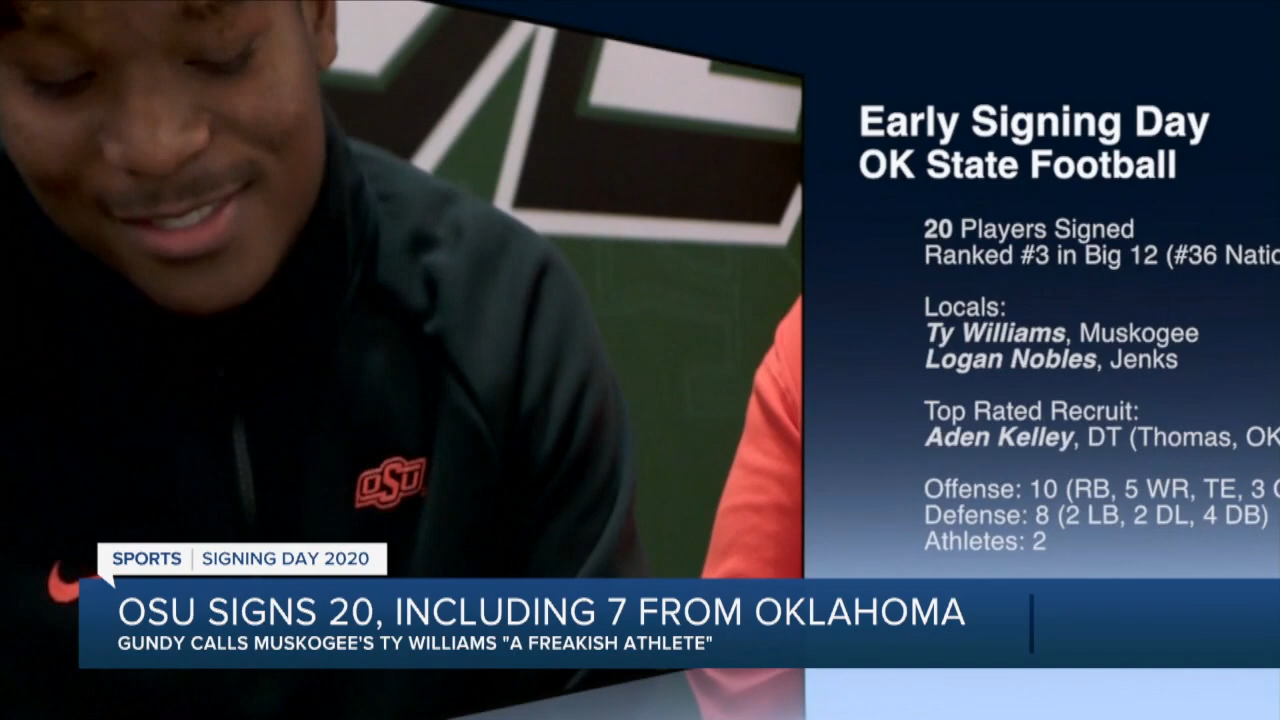 Early Signing Day
OK State Football
20 Players Signed
Ranked #3 in Big 12 (#36
Locals:
Ty Williams, Muskogee
Logan Nobles, Jenks
Top Rated Recruit:
Aden Kelley, DT (Thomas, OK
Offense: 10 (RB, 5 WR, TE, 3
Defense: 8 (2 LB, 2 DL, 4 DB)
Athletes: 2
OSU
SPORTS | SIGNING DAY 2020
OSU SIGNS 20, INCLUDING 7 FROM OKLAHOMA
GUNDY CALLS MUSKOGEE'S TY WILLIAMS "A FREAKISH ATHLETE"